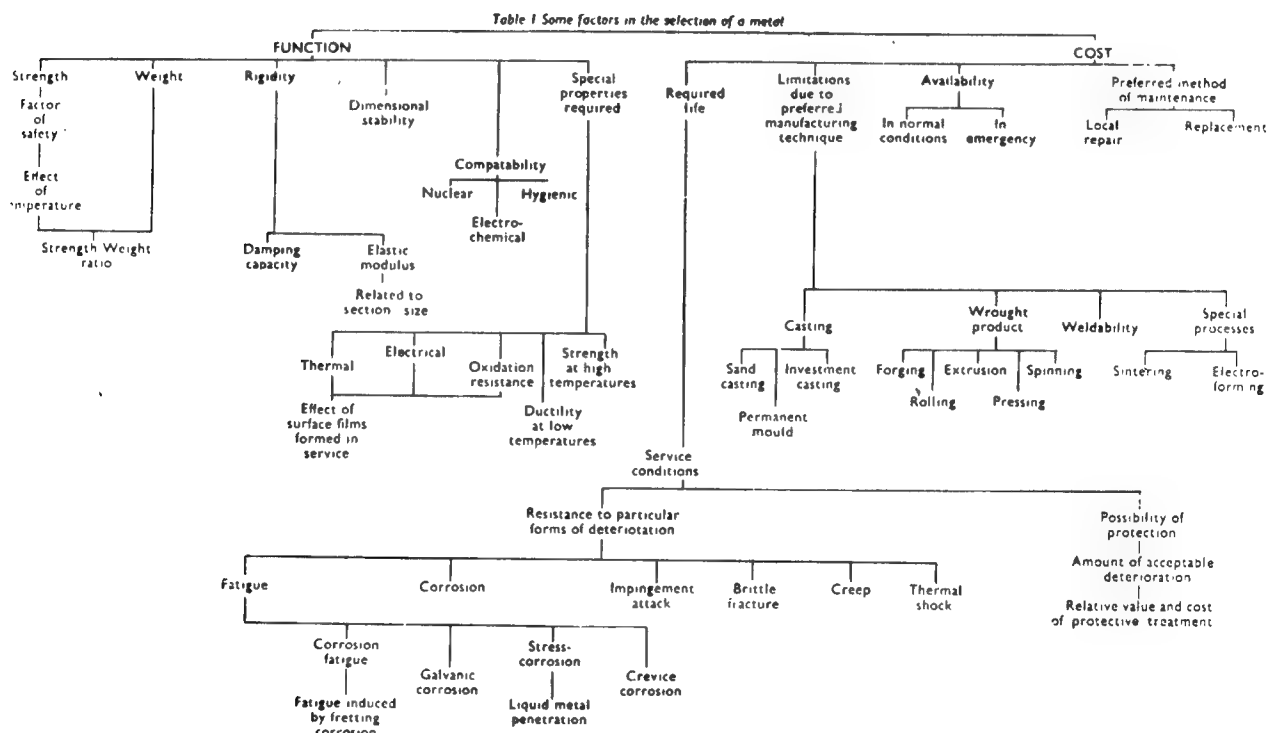 Table 1 Some factors in the selection of a metal
FUNCTION
COST
Strength
Weight
Rigidity
Special
properties
required
Dimensional
stability
Required
life
Limitations
due to
preferred
manufacturing
technique
Availability
In normal
conditions
In
emergency
Preferred method
of maintenance
Local
repair
Replacement
Factor
of
safety
Effect
of
temperature
Strength Weight
ratio
Compatability
Nuclear
Hygienic
Electro-
chemical
Damping
capacity
Elastic
modulus
Related to
section size
Thermal
Electrical
Oxidation
resistance
Strength
at high
temperatures
Effect of
surface films
formed in
service
Ductility
at low
temperatures
Casting
Wrought
product
Weldability
Special
processes
Sand
casting
Investment
casting
Permanent
mould
Forging
Extrusion
Spinning
Rolling
Pressing
Sintering
Electro-
forming
Service
conditions
Resistance to particular
forms of deteriotation
Possibility of
protection
Amount of acceptable
deterioration
Relative value and cost
of protective treatment
Fatigue
Corrosion
Impingement
attack
Brittle
fracture
Creep
Thermal
shock
Corrosion
fatigue
Galvanic
corrosion
Stress-
corrosion
Crevice
corrosion
Fatigue induced
by fretting
corrosion
Liquid metal
penetration